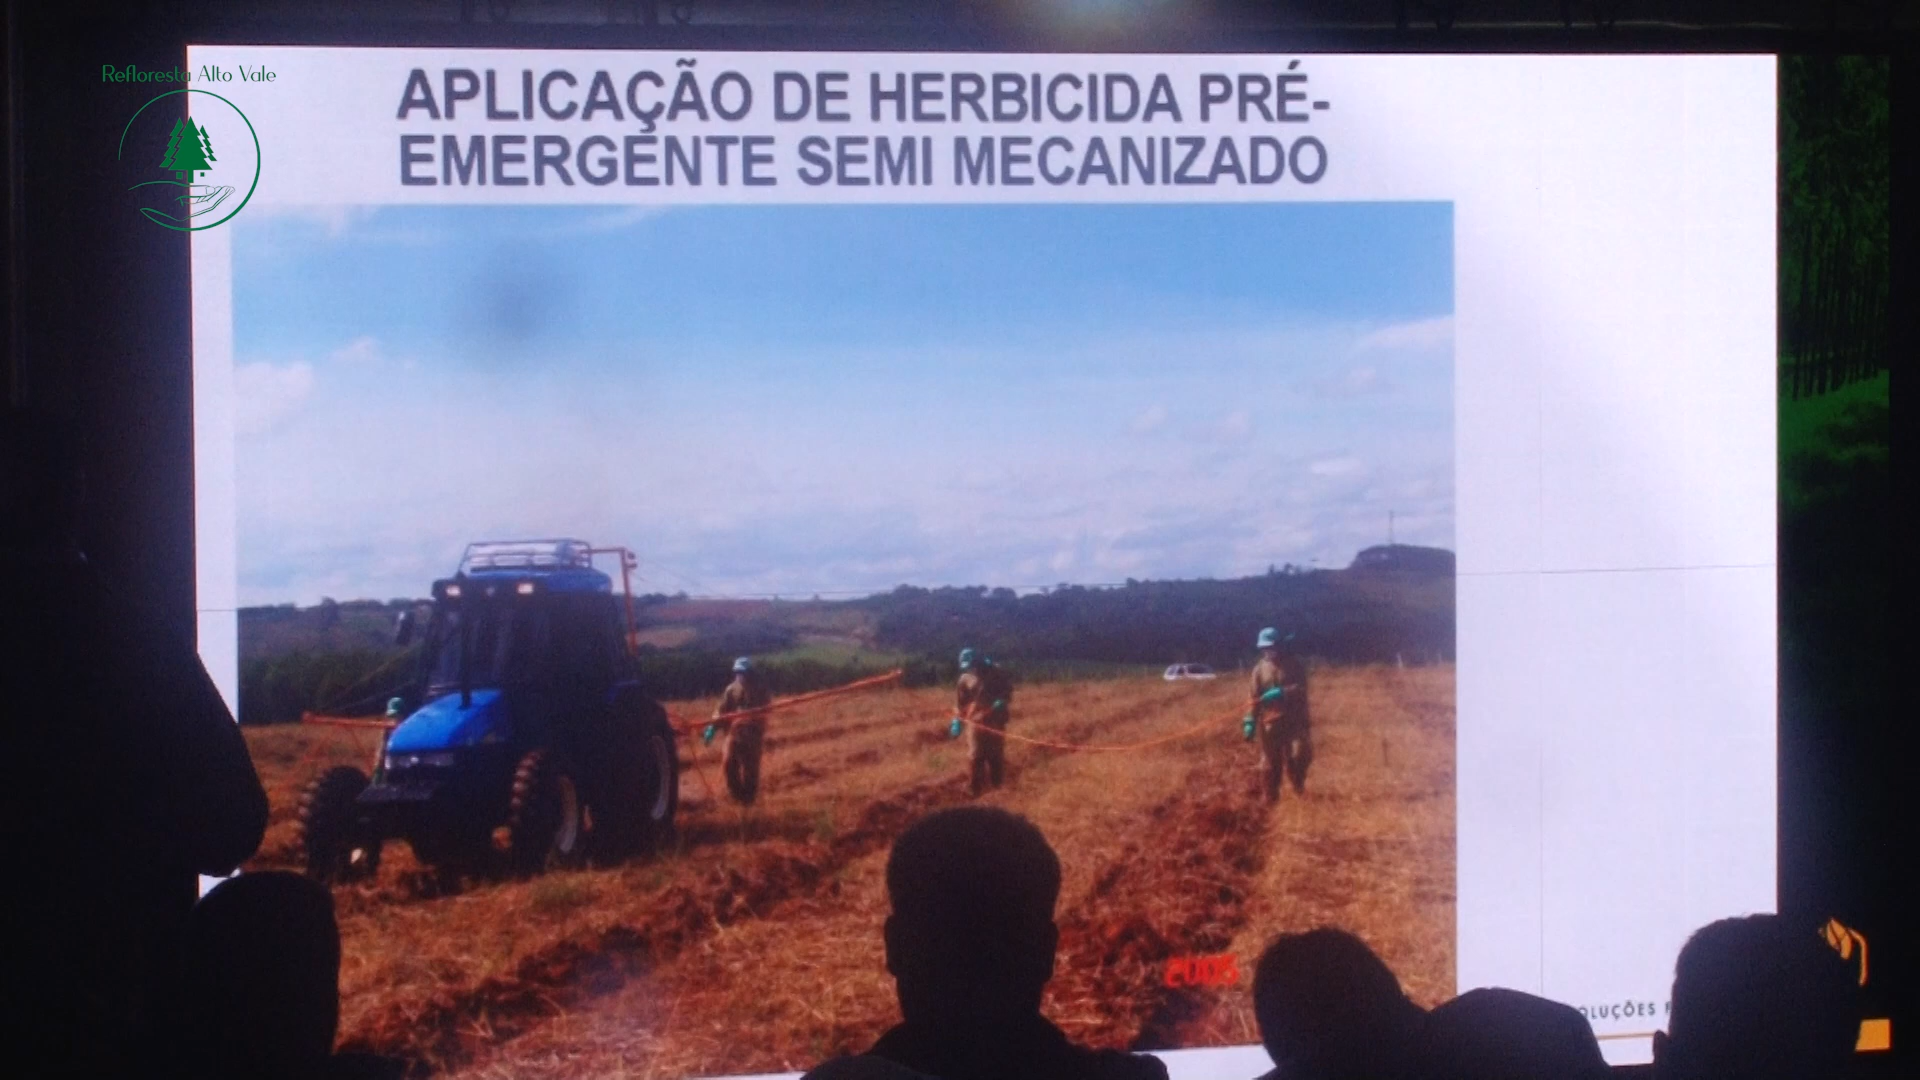 Refloresta Alto Vale
APLICAÇÃO DE HERBICIDA PRÉ-
EMERGENTE SEMI MECANIZADO